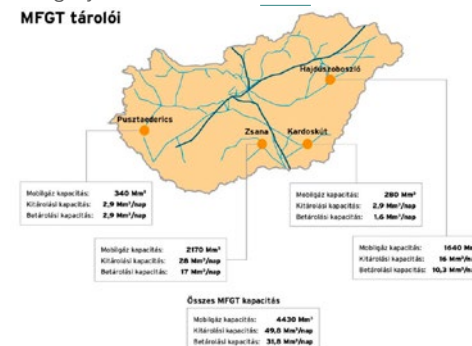 MFGT tárolói
Hajdúszoboszló
Pusztaederics
Zsana
Kardoskút
Mobilgáz kapacitás: 340 Mm³
Kitárolási kapacitás: 2,9 Mm³/nap
Betárolási kapacitás: 2,9 Mm³/nap
Mobilgáz kapacitás: 280 Mm³
Kitárolási kapacitás: 2,9 Mm³/nap
Betárolási kapacitás: 1,6 Mm³/nap
Mobilgáz kapacitás: 2170 Mm³
Kitárolási kapacitás: 28 Mm³/nap
Betárolási kapacitás: 17 Mm³/nap
Mobilgáz kapacitás: 1640
Kitárolási kapacitás: 16
Betárolási kapacitás: 10,3
Összes MFGT kapacitás
Mobilgáz kapacitás: 4430 Mm³
Kitárolási kapacitás: 49,8 Mm³/nap
Betárolási kapacitás: 31,8 Mm³/nap